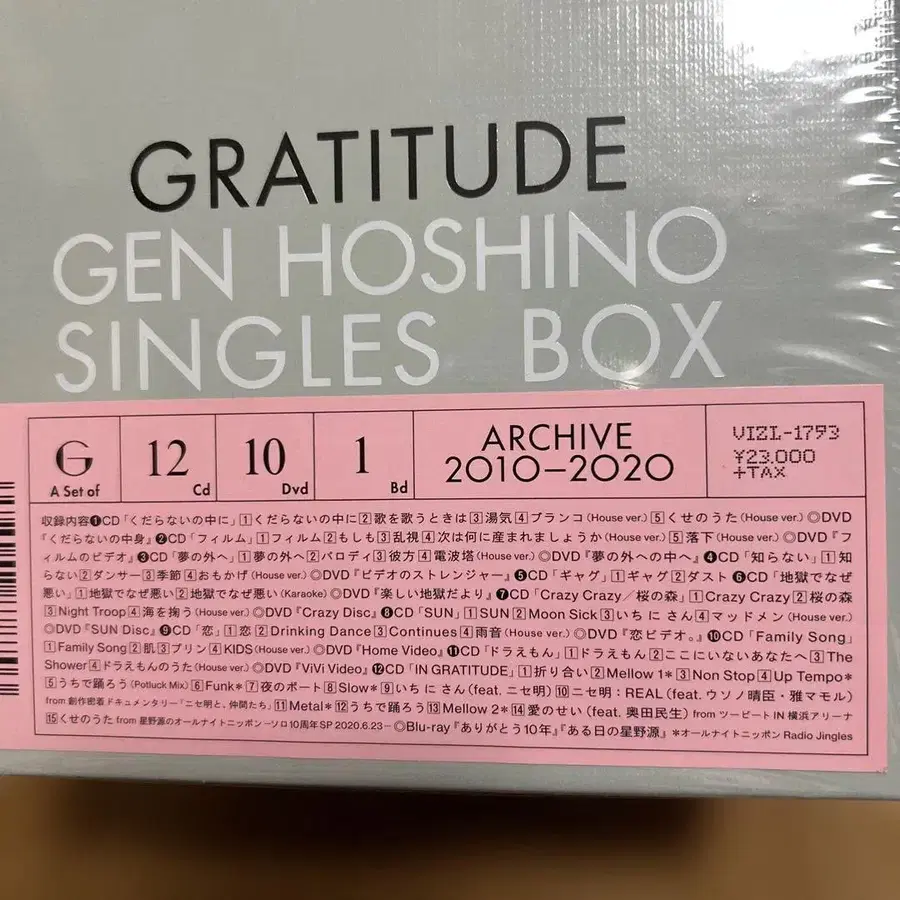 GRATITUDE
GEN HOSHINO
SINGLES BOX
G A Set of
12 Cd
10 Dvd
1 Bd
ARCHIVE
2010—2020
VIZL-1793
¥23,000
+TAX
収録内容❶CD「くだらないの中に」1くだらないの中に2歌を歌うときは3湯気4ブランコ(House ver.)5くせのうた(House ver.)◎DVD
『くだらないの中身』❷CD「フィルム」1フィルム2もしも3乱視4次は何に産まれましょうか(House ver.)5落下(House ver.)◎DVD『フ
ィルムのビデオ』❸CD「夢の外へ」1夢の外へ2パロディ3彼方4電波塔(House ver.)◎DVD『夢の外への中へ』❹CD「知らない」1知
らない2ダンサー3季節4おもかげ(House ver.)◎DVD『ビデオのストレンジャー』❺CD「ギャグ」1ギャグ2ダスト❻CD「地獄でなぜ
悪い」1地獄でなぜ悪い2地獄でなぜ悪い(Karaoke)◎DVD『楽しい地獄だより』❼CD「Crazy Crazy／桜の森」1Crazy Crazy2桜の森
3Night Troop4海を掬う(House ver.)◎DVD『Crazy Disc』❽CD「SUN」1SUN2Moon Sick3いち に さん4マッドメン(House ver.)
◎DVD『SUN Disc』❾CD「恋」1恋2Drinking Dance3Continues4雨音(House ver.)◎DVD『恋ビデオ。』❿CD「Family Song」
1Family Song2肌3プリン4KIDS(House ver.)◎DVD『Home Video』⓫CD「ドラえもん」1ドラえもん2ここにいないあなたへ3The
Shower4ドラえもんのうた(House ver.)◎DVD『ViVi Video』⓬CD「IN GRATITUDE」1折り合い2Mellow 1*3Non Stop4Up Tempo*
5うちで踊ろう(Potluck Mix)6Funk*7夜のボート8Slow*9いち に さん(feat. ニセ明)10ニセ明：REAL(feat.ウソノ晴臣・雅マモル)
from 創作密着ドキュメンタリー「ニセ明と、仲間たち」11Metal*12うちで踊ろう13Mellow 2*14愛のせい(feat. 奥田民生) from ツービート IN 横浜アリーナ
15くせのうた from 星野源のオールナイトニッポン–ソロ10周年SP 2020.6.23–◎Blu-ray『ありがとう10年』『ある日の星野源』*オールナイトニッポン Radio Jingles